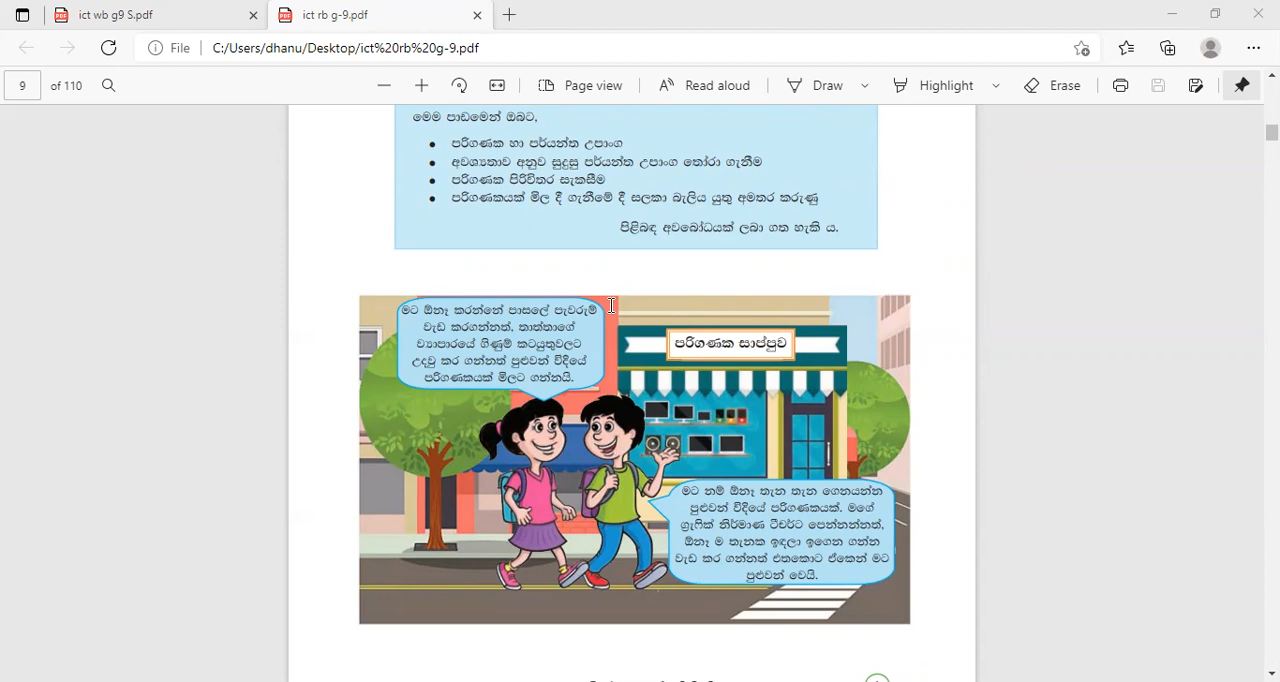 ict wb g9 S.pdf
ict rb g-9.pdf
File
C:/Users/dhanu/Desktop/ict%20rb%20g-9.pdf
9
of 110
Page view
Read aloud
Draw
Highlight
Erase
මෙම පාඩමෙන් ඔබට,
• පරිගණක හා පර්යන්ත උපාංග
• අවශ්‍යතාව අනුව සුදුසු පර්යන්ත උපාංග තෝරා ගැනීම
• පරිගණක පිරිවිතර සැකසීම
• පරිගණකයක් මිල දී ගැනීමේ දී සලකා බැලිය යුතු අමතර කරුණු
පිළිබඳ අවබෝධයක් ලබා ගත හැකි ය.
මට ඕනෑ කරන්නේ පාසලේ පැවරුම්
වැඩ කරගන්නත්, තාත්තාගේ
ව්‍යාපාරයේ ගිණුම් කටයුතුවලට
උදවු කර ගන්නත් පුළුවන් විදියේ
පරිගණකයක් මිලට ගන්නයි.
පරිගණක සාප්පුව
මට නම් ඕනෑ තැන තැන ගෙනයන්න
පුළුවන් විදියේ පරිගණකයක්. මගේ
ග්‍රැෆික් නිර්මාණ ටීචර්ට පෙන්නන්නත්,
ඕනෑ ම තැනක ඉඳලා ඉගෙන ගන්න
වැඩ කර ගන්නත් එතකොට ඒකෙන් මට
පුළුවන් වෙයි.